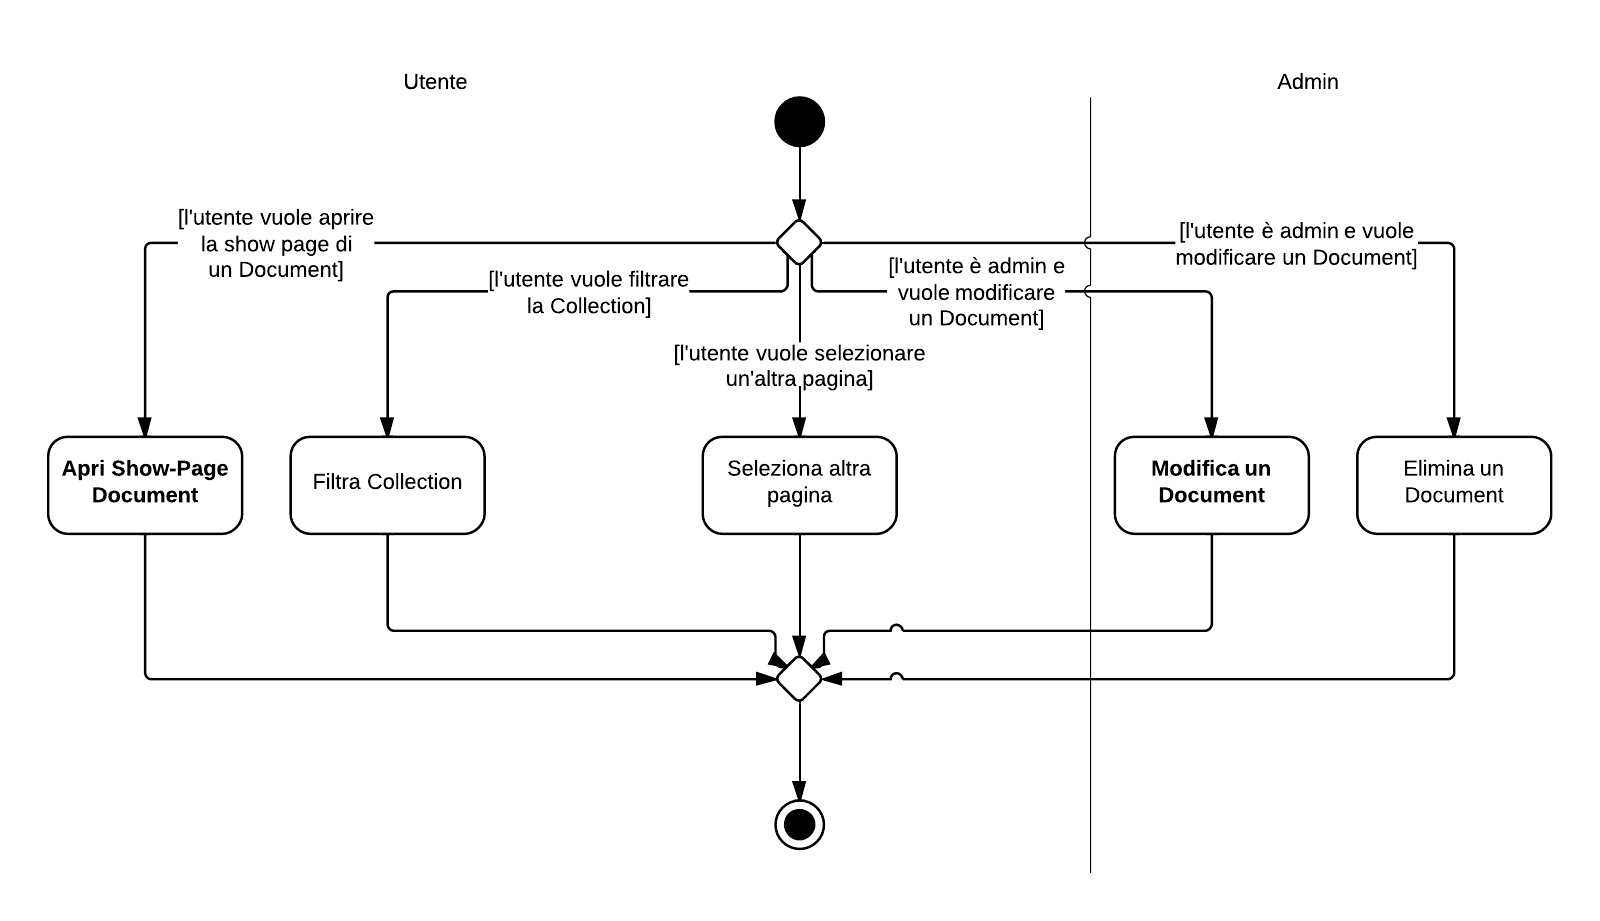 Utente
Admin
[l'utente vuole aprire
la show page di
un Document]
[l'utente vuole filtrare
la Collection]
[l'utente vuole selezionare
un'altra pagina]
[l'utente è admin e
vuole modificare
un Document]
[l'utente è admin e vuole
modificare un Document]
Apri Show-Page
Document
Filtra Collection
Seleziona altra
pagina
Modifica un
Document
Elimina un
Document